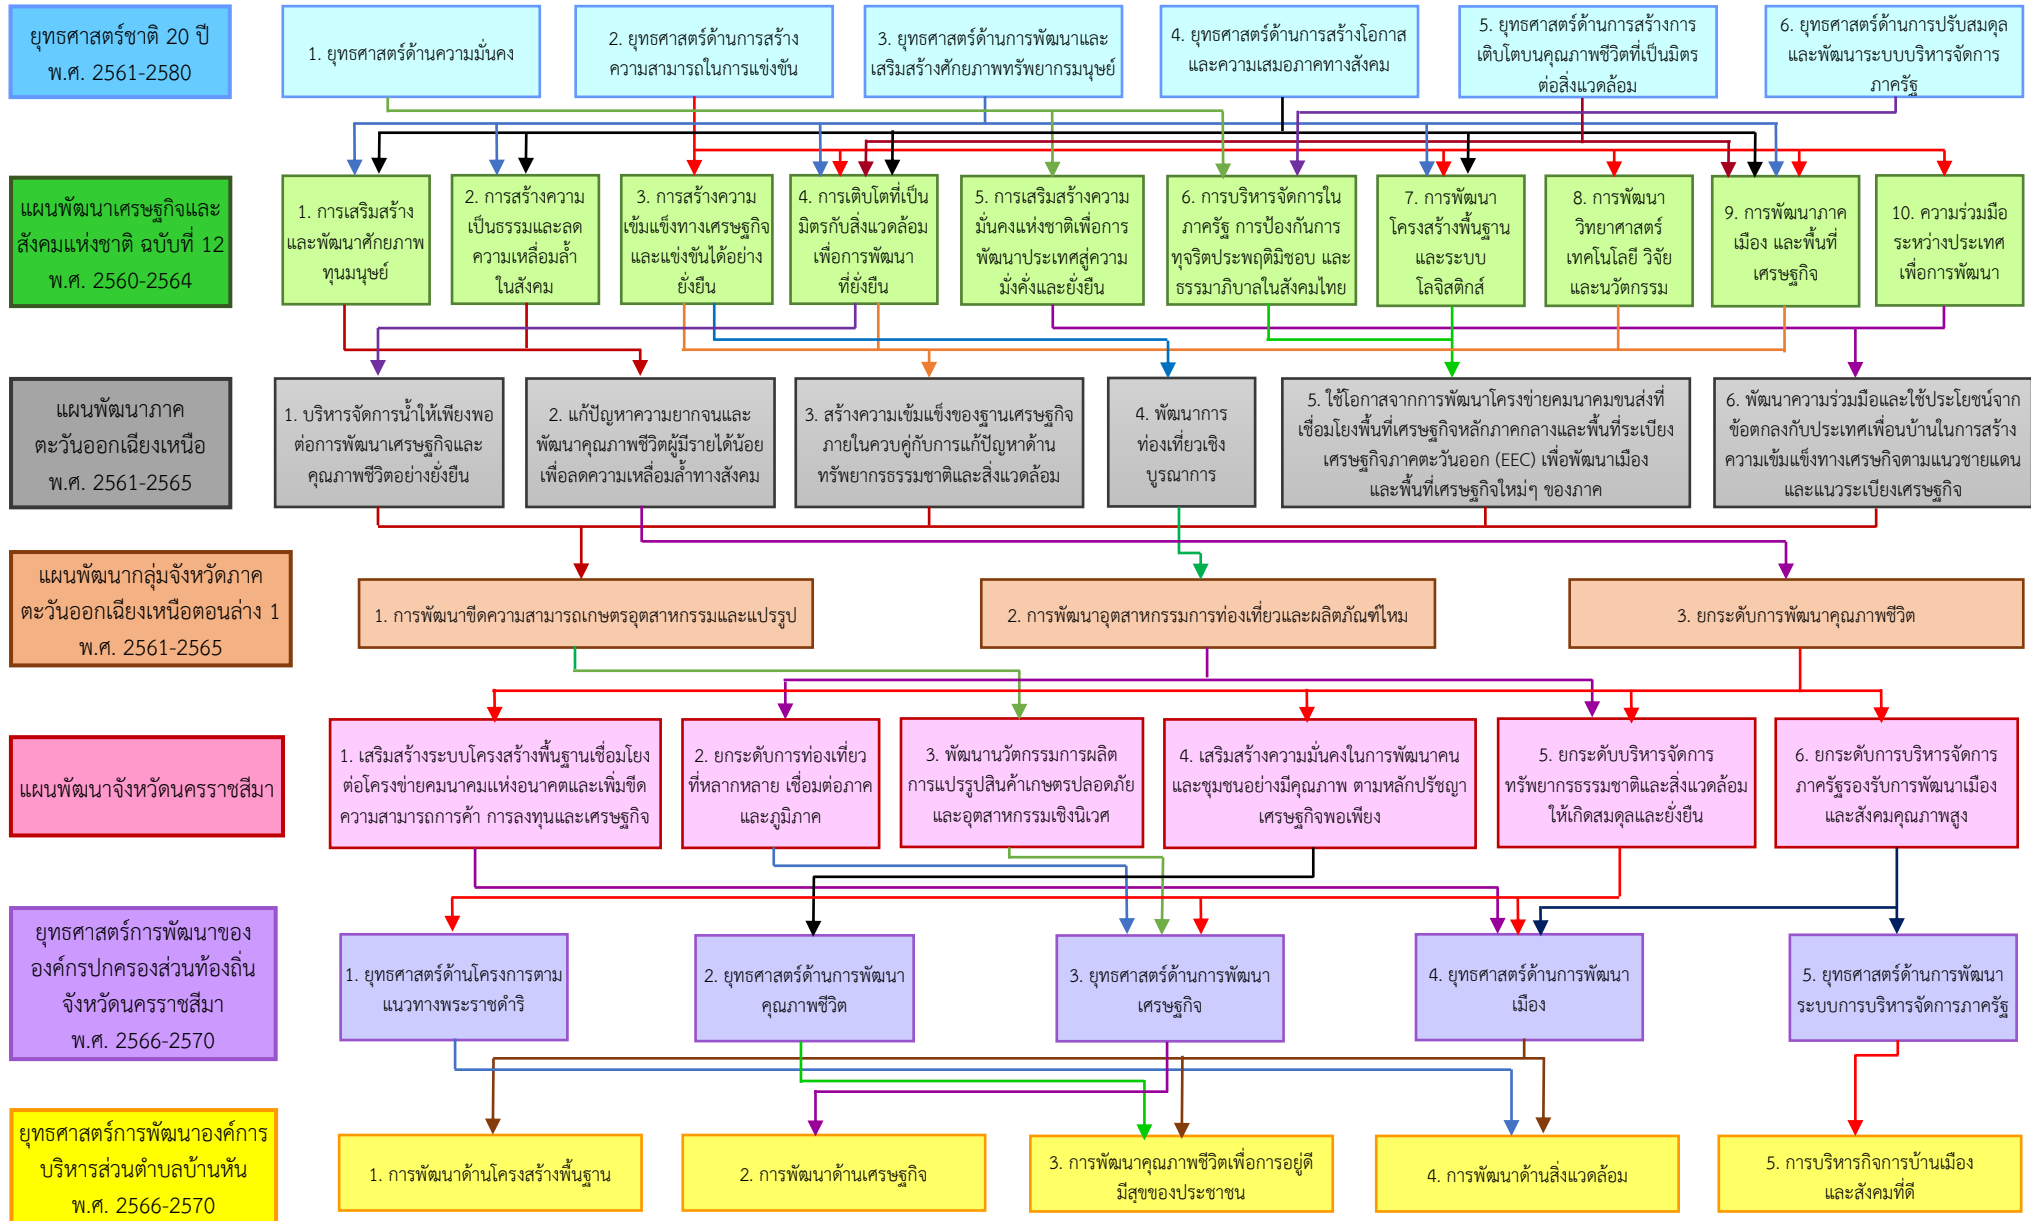 ยุทธศาสตร์ชาติ 20 ปี
พ.ศ. 2561-2580
1. ยุทธศาสตร์ด้านความมั่นคง
2. ยุทธศาสตร์ด้านการสร้าง
ความสามารถในการแข่งขัน
3. ยุทธศาสตร์ด้านการพัฒนาและ
เสริมสร้างศักยภาพทรัพยากรมนุษย์
4. ยุทธศาสตร์ด้านการสร้างโอกาส
และความเสมอภาคทางสังคม
5. ยุทธศาสตร์ด้านการสร้างการ
เติบโตบนคุณภาพชีวิตที่เป็นมิตร
ต่อสิ่งแวดล้อม
6. ยุทธศาสตร์ด้านการปรับสมดุล
และพัฒนาระบบบริหารจัดการ
ภาครัฐ
แผนพัฒนาเศรษฐกิจและ
สังคมแห่งชาติ ฉบับที่ 12
พ.ศ. 2560-2564
1. การเสริมสร้าง
และพัฒนาศักยภาพ
ทุนมนุษย์
2. การสร้างความ
เป็นธรรมและลด
ความเหลื่อมล้ำ
ในสังคม
3. การสร้างความ
เข้มแข็งทางเศรษฐกิจ
และแข่งขันได้อย่าง
ยั่งยืน
4. การเติบโตที่เป็น
มิตรกับสิ่งแวดล้อม
เพื่อการพัฒนา
ที่ยั่งยืน
5. การเสริมสร้างความ
มั่นคงแห่งชาติเพื่อการ
พัฒนาประเทศสู่ความ
มั่งคั่งและยั่งยืน
6. การบริหารจัดการใน
ภาครัฐ การป้องกันการ
ทุจริตประพฤติมิชอบ และ
ธรรมาภิบาลในสังคมไทย
7. การพัฒนา
โครงสร้างพื้นฐาน
และระบบ
โลจิสติกส์
8. การพัฒนา
วิทยาศาสตร์
เทคโนโลยี วิจัย
และนวัตกรรม
9. การพัฒนาภาค
เมือง และพื้นที่
เศรษฐกิจ
10. ความร่วมมือ
ระหว่างประเทศ
เพื่อการพัฒนา
แผนพัฒนาภาค
ตะวันออกเฉียงเหนือ
พ.ศ. 2561-2565
1. บริหารจัดการน้ำให้เพียงพอ
ต่อการพัฒนาเศรษฐกิจและ
คุณภาพชีวิตอย่างยั่งยืน
2. แก้ปัญหาความยากจนและ
พัฒนาคุณภาพชีวิตผู้มีรายได้น้อย
เพื่อลดความเหลื่อมล้ำทางสังคม
3. สร้างความเข้มแข็งของฐานเศรษฐกิจ
ภายในควบคู่กับการแก้ปัญหาด้าน
ทรัพยากรธรรมชาติและสิ่งแวดล้อม
4. พัฒนาการ
ท่องเที่ยวเชิง
บูรณาการ
5. ใช้โอกาสจากการพัฒนาโครงข่ายคมนาคมขนส่งที่
เชื่อมโยงพื้นที่เศรษฐกิจหลักภาคกลางและพื้นที่ระเบียง
เศรษฐกิจภาคตะวันออก (EEC) เพื่อพัฒนาเมือง
และพื้นที่เศรษฐกิจใหม่ๆ ของภาค
6. พัฒนาความร่วมมือและใช้ประโยชน์จาก
ข้อตกลงกับประเทศเพื่อนบ้านในการสร้าง
ความเข้มแข็งทางเศรษกิจตามแนวชายแดน
และแนวระเบียงเศรษฐกิจ
แผนพัฒนากลุ่มจังหวัดภาค
ตะวันออกเฉียงเหนือตอนล่าง 1
พ.ศ. 2561-2565
1. การพัฒนาขีดความสามารถเกษตรอุตสาหกรรมและแปรรูป
2. การพัฒนาอุตสาหกรรมการท่องเที่ยวและผลิตภัณฑ์ไหม
3. ยกระดับการพัฒนาคุณภาพชีวิต
แผนพัฒนาจังหวัดนครราชสีมา
1. เสริมสร้างระบบโครงสร้างพื้นฐานเชื่อมโยง
ต่อโครงข่ายคมนาคมแห่งอนาคตและเพิ่มขีด
ความสามารถการค้า การลงทุนและเศรษฐกิจ
2. ยกระดับการท่องเที่ยว
ที่หลากหลาย เชื่อมต่อภาค
และภูมิภาค
3. พัฒนานวัตกรรมการผลิต
การแปรรูปสินค้าเกษตรปลอดภัย
และอุตสาหกรรมเชิงนิเวศ
4. เสริมสร้างความมั่นคงในการพัฒนาคน
และชุมชนอย่างมีคุณภาพ ตามหลักปรัชญา
เศรษฐกิจพอเพียง
5. ยกระดับบริหารจัดการ
ทรัพยากรธรรมชาติและสิ่งแวดล้อม
ให้เกิดสมดุลและยั่งยืน
6. ยกระดับการบริหารจัดการ
ภาครัฐรองรับการพัฒนาเมือง
และสังคมคุณภาพสูง
ยุทธศาสตร์การพัฒนาของ
องค์กรปกครองส่วนท้องถิ่น
จังหวัดนครราชสีมา
พ.ศ. 2566-2570
1. ยุทธศาสตร์ด้านโครงการตาม
แนวทางพระราชดำริ
2. ยุทธศาสตร์ด้านการพัฒนา
คุณภาพชีวิต
3. ยุทธศาสตร์ด้านการพัฒนา
เศรษฐกิจ
4. ยุทธศาสตร์ด้านการพัฒนา
เมือง
5. ยุทธศาสตร์ด้านการพัฒนา
ระบบการบริหารจัดการภาครัฐ
ยุทธศาสตร์การพัฒนาองค์การ
บริหารส่วนตำบลบ้านหัน
พ.ศ. 2566-2570
1. การพัฒนาด้านโครงสร้างพื้นฐาน
2. การพัฒนาด้านเศรษฐกิจ
3. การพัฒนาคุณภาพชีวิตเพื่อการอยู่ดี
มีสุขของประชาชน
4. การพัฒนาด้านสิ่งแวดล้อม
5. การบริหารกิจการบ้านเมือง
และสังคมที่ดี